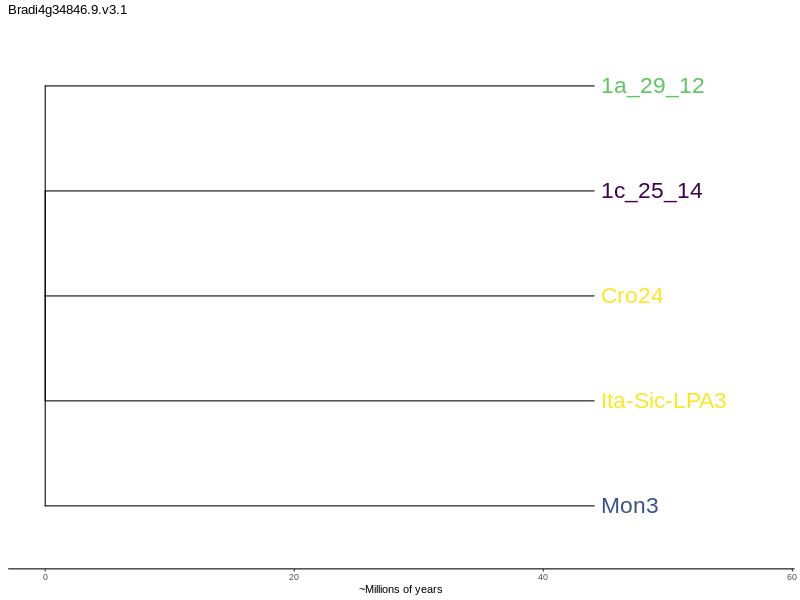 Bradi4g34846.9.v3.1
1a_29_12
1c_25_14
Cro24
Ita-Sic-LPA3
Mon3
0 20 40 60
~Millions of years